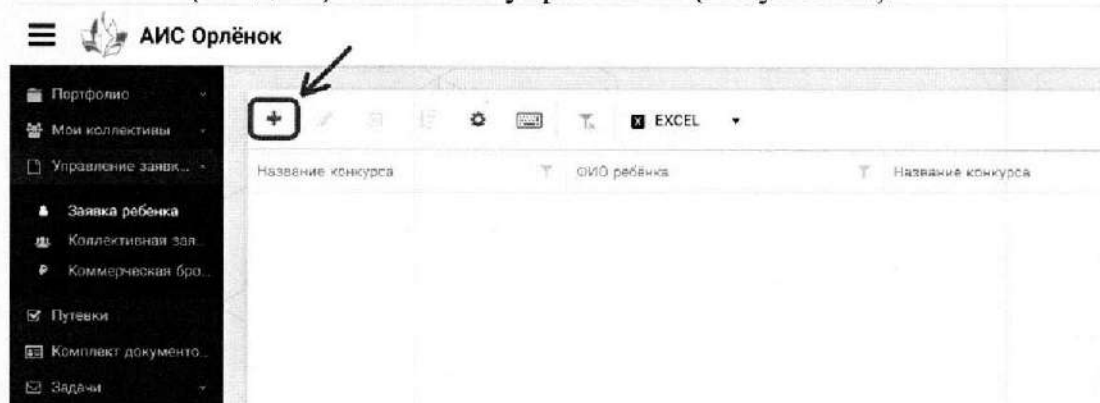 АИС Орлёнок
Портфолио
Мои коллективы
Управление заявк...
Заявка ребенка
Коллективная зая...
Коммерческая бро...
Путевки
Комплект документо...
Задачи
EXCEL
Название конкурса
ФИО ребёнка
Название конкурса